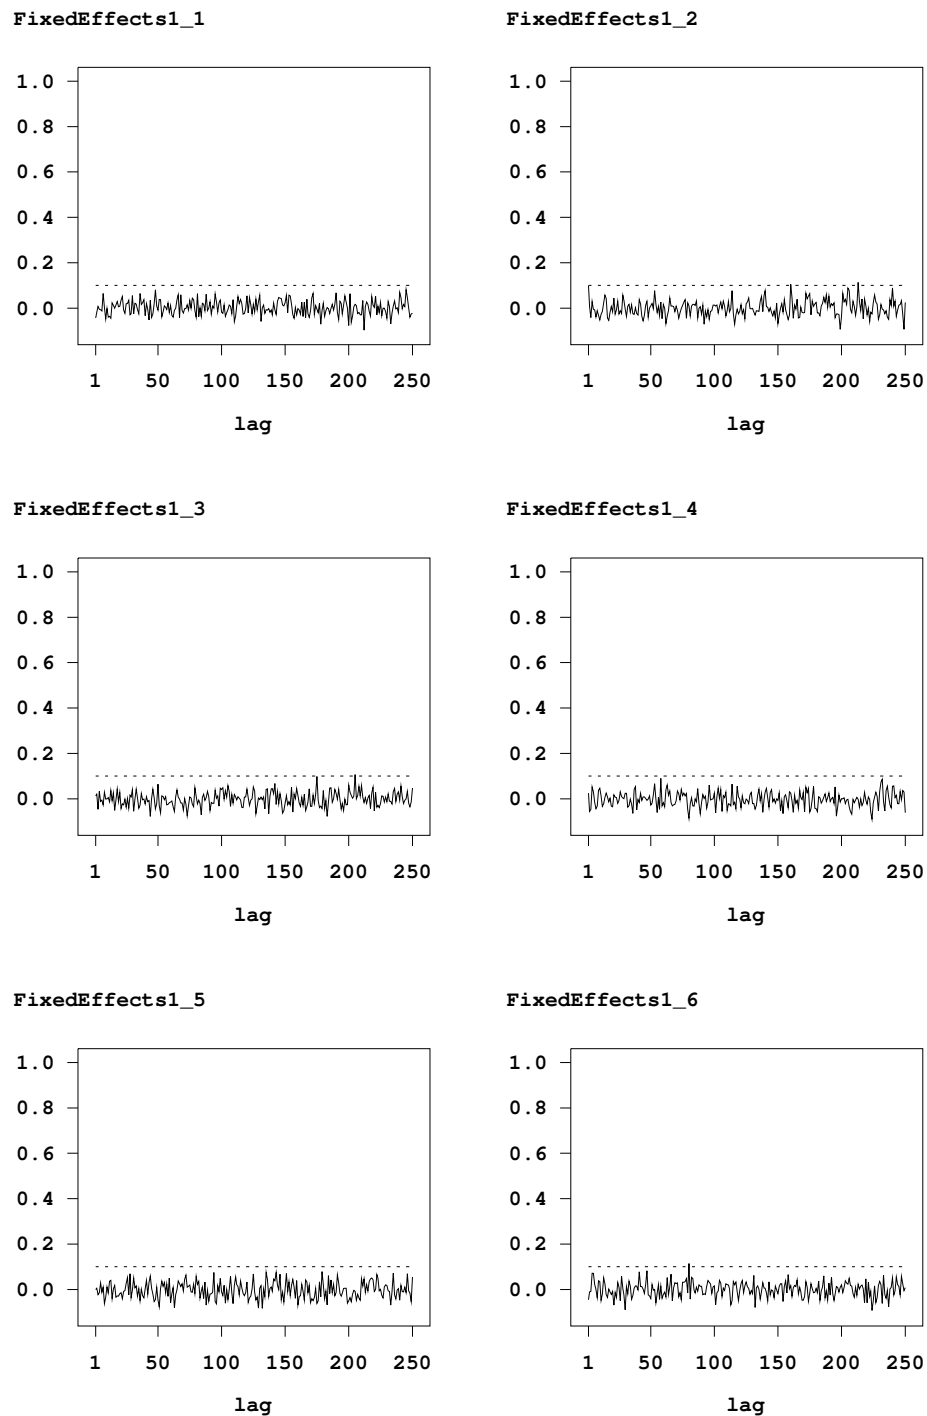 FixedEffects1_1
1.0
0.8
0.6
0.4
0.2
0.0
1 50 100 150 200 250
lag
FixedEffects1_2
1.0
0.8
0.6
0.4
0.2
0.0
1 50 100 150 200 250
lag
FixedEffects1_3
1.0
0.8
0.6
0.4
0.2
0.0
1 50 100 150 200 250
lag
FixedEffects1_4
1.0
0.8
0.6
0.4
0.2
0.0
1 50 100 150 200 250
lag
FixedEffects1_5
1.0
0.8
0.6
0.4
0.2
0.0
1 50 100 150 200 250
lag
FixedEffects1_6
1.0
0.8
0.6
0.4
0.2
0.0
1 50 100 150 200 250
lag